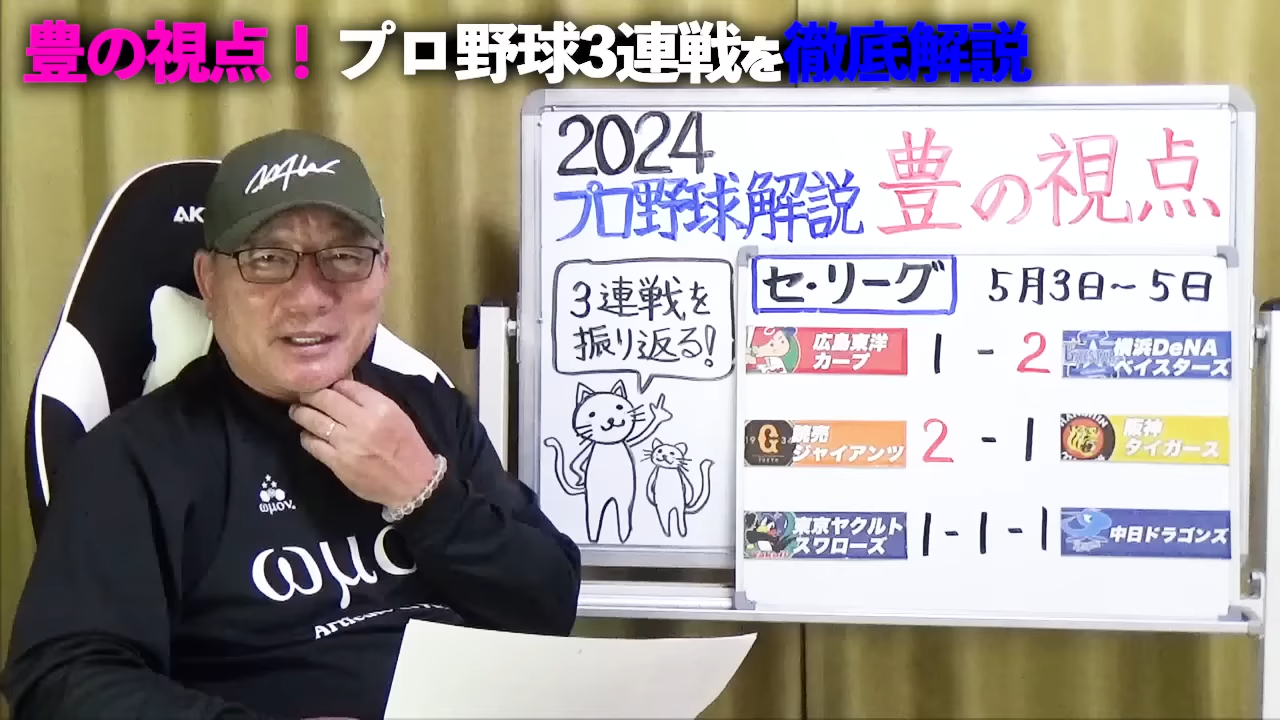 豊の視点！プロ野球3連戦を徹底解説
2024
プロ野球解説 豊の視点
3連戦を
振り返る！
セ・リーグ 5月3日～5日
広島東洋
カープ
1 - 2
横浜DeNA
ベイスターズ
読売
ジャイアンツ
2 - 1
阪神
タイガース
東京ヤクルト
スワローズ
1 - 1 - 1
中日ドラゴンズ
AK
ωμον
ωμο